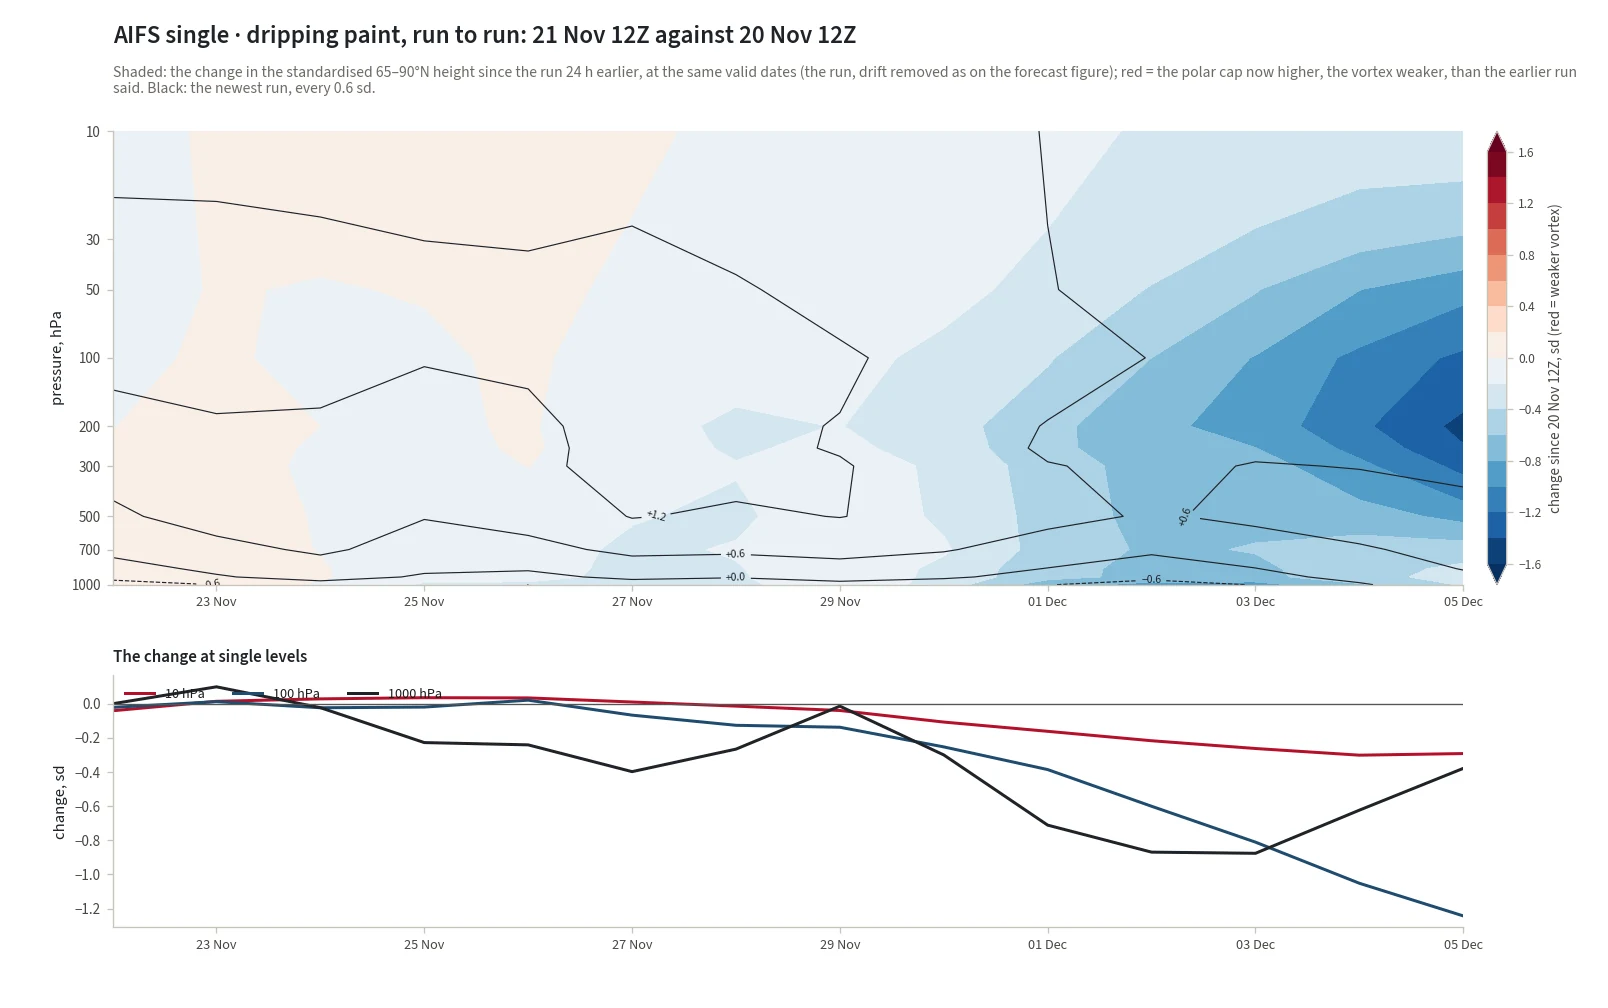 AIFS single · dripping paint, run to run: 21 Nov 12Z against 20 Nov 12Z
Shaded: the change in the standardised 65–90°N height since the run 24 h earlier, at the same valid dates (the run, drift removed as on the forecast figure); red = the polar cap now higher, the vortex weaker, than the earlier run
said. Black: the newest run, every 0.6 sd.
pressure, hPa
10
30
50
100
200
300
500
700
1000
+1.2
+0.6
+0.6
+0.0
−0.6
0.6
23 Nov
25 Nov
27 Nov
29 Nov
01 Dec
03 Dec
05 Dec
1.6
1.2
0.8
0.4
0.0
−0.4
−0.8
−1.2
−1.6
change since 20 Nov 12Z, sd (red = weaker vortex)
The change at single levels
10 hPa
100 hPa
1000 hPa
change, sd
0.0
−0.2
−0.4
−0.6
−0.8
−1.0
−1.2
23 Nov
25 Nov
27 Nov
29 Nov
01 Dec
03 Dec
05 Dec